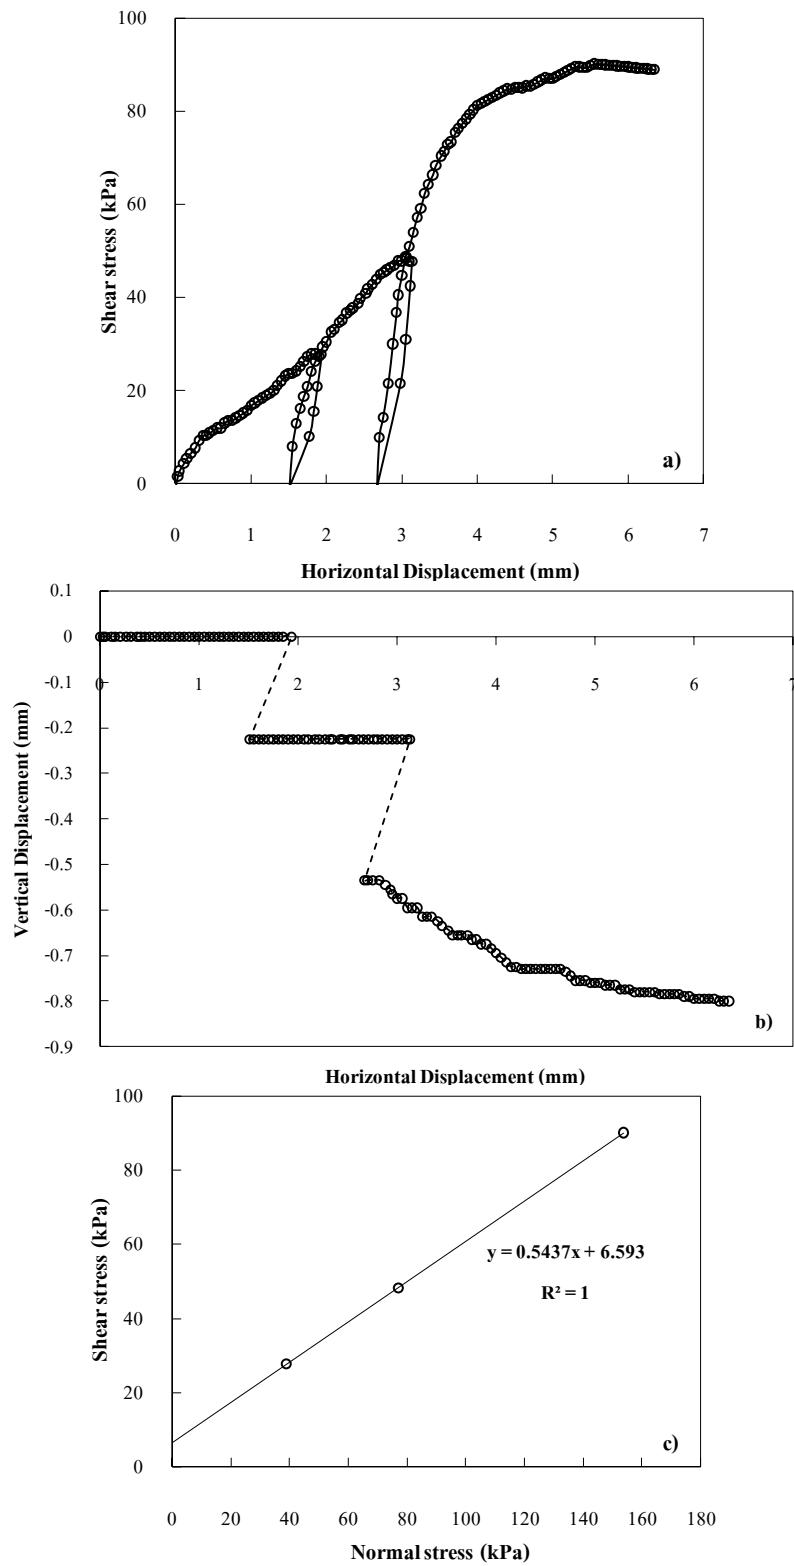 100
80
60
40
20
0
Shear stress (kPa)
a)
0 1 2 3 4 5 6 7
Horizontal Displacement (mm)
0.1
0
-0.1
-0.2
-0.3
-0.4
-0.5
-0.6
-0.7
-0.8
-0.9
0 1 2 3 4 5 6 7
Vertical Displacement (mm)
b)
Horizontal Displacement (mm)
100
80
60
40
20
0
Shear stress (kPa)
y = 0.5437x + 6.593
R² = 1
c)
0 20 40 60 80 100 120 140 160 180
Normal stress (kPa)